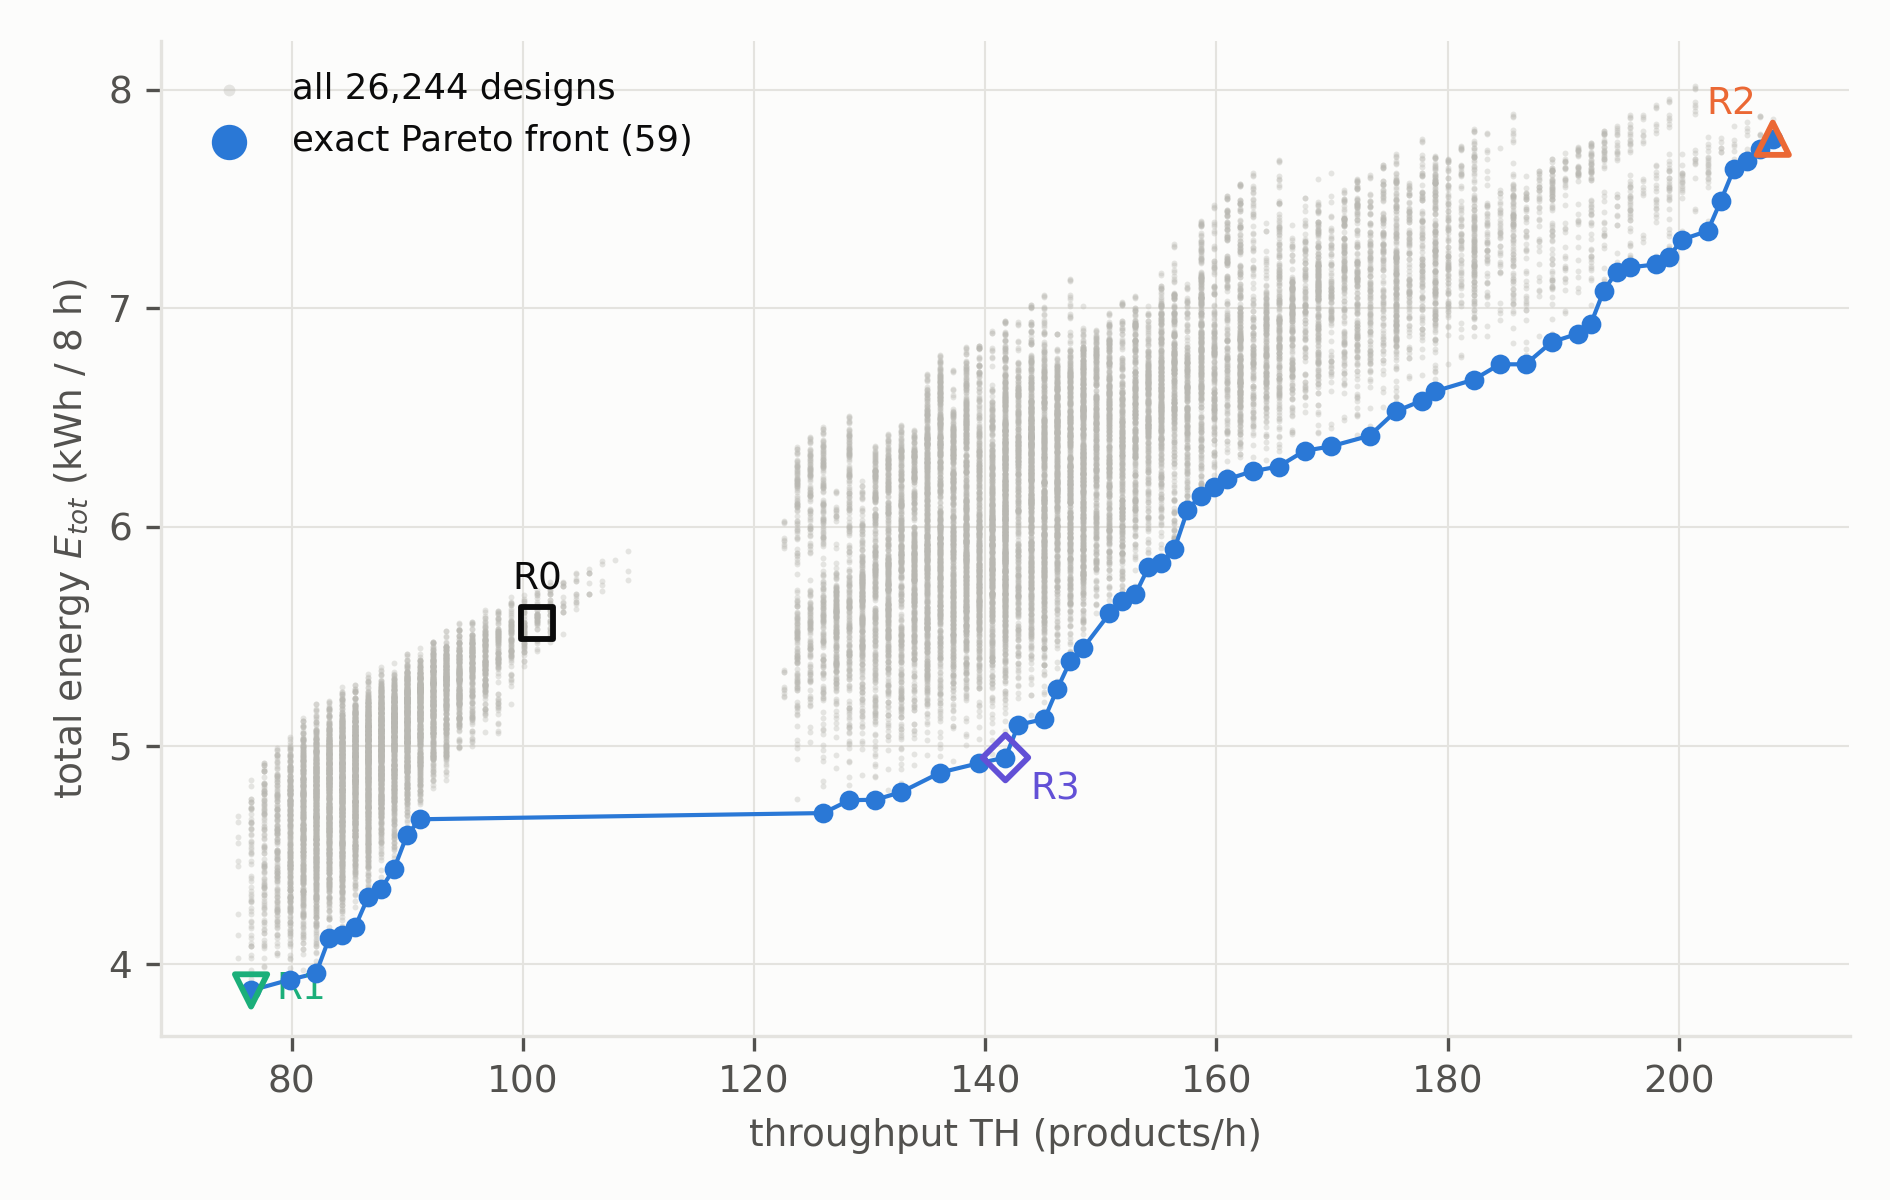 all 26,244 designs
exact Pareto front (59)
R2
R0
R3
R1
8
7
6
5
4
total energy E_tot (kWh / 8 h)
80 100 120 140 160 180 200
throughput TH (products/h)